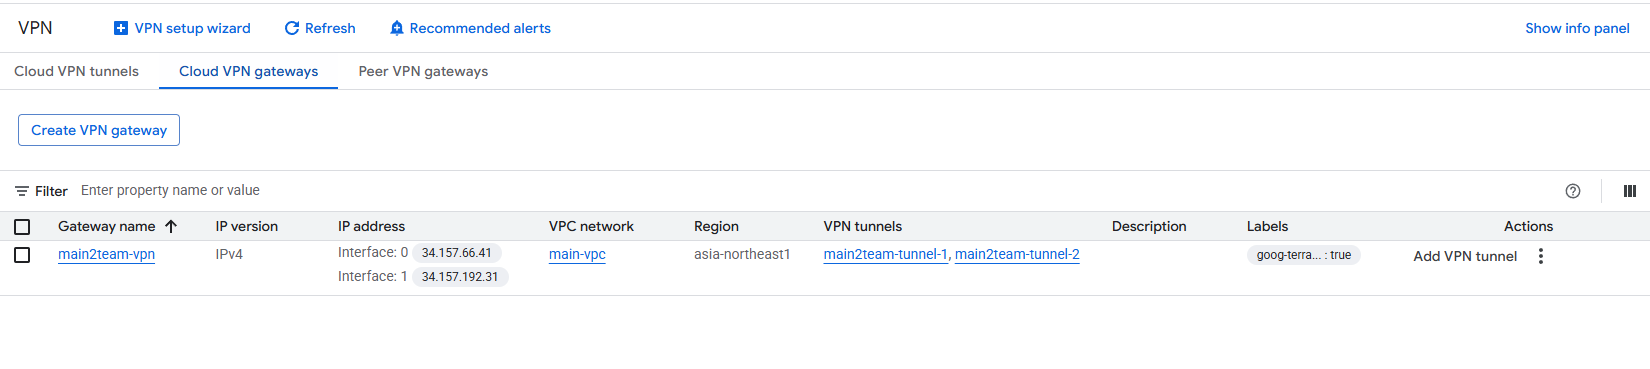 VPN VPN setup wizard Refresh Recommended alerts Show info panel
Cloud VPN tunnels Cloud VPN gateways Peer VPN gateways
Create VPN gateway
Filter Enter property name or value
Gateway name IP version IP address VPC network Region VPN tunnels Description Labels Actions
main2team-vpn IPv4 Interface: 0 34.157.66.41 main-vpc asia-northeast1 main2team-tunnel-1, main2team-tunnel-2 goog-terra... : true Add VPN tunnel
Interface: 1 34.157.192.31